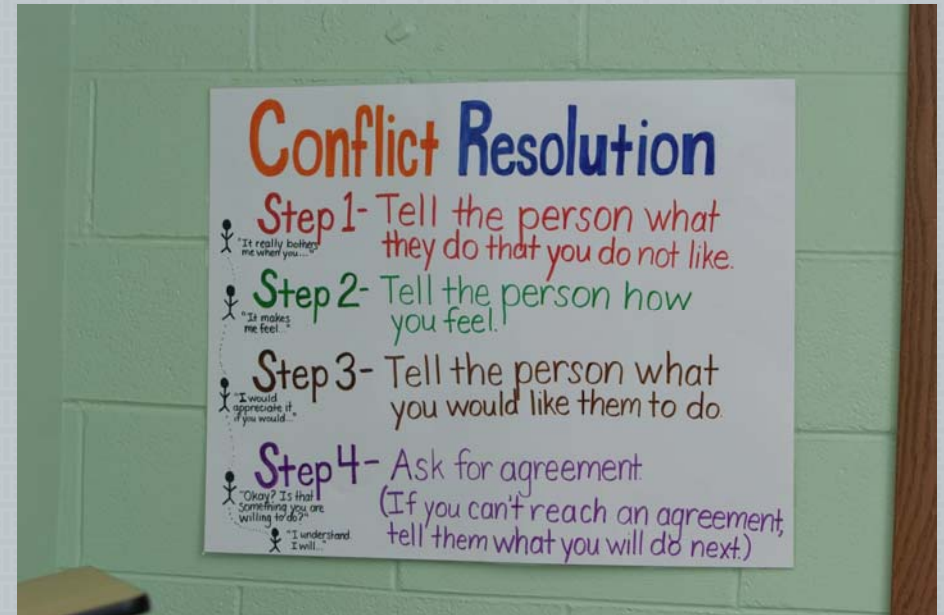 Conflict Resolution
Step 1- Tell the person what
they do that you do not like.
"It really bothers
me when you...."
Step 2- Tell the person how
you feel.
"It makes
me feel..."
Step 3- Tell the person what
you would like them to do.
"I would
appreciate it
if you would..."
Step 4- Ask for agreement.
(If you can't reach an agreement,
tell them what you will do next.)
"Okay? Is that
something you are
willing to do?"
"I understand.
I will..."